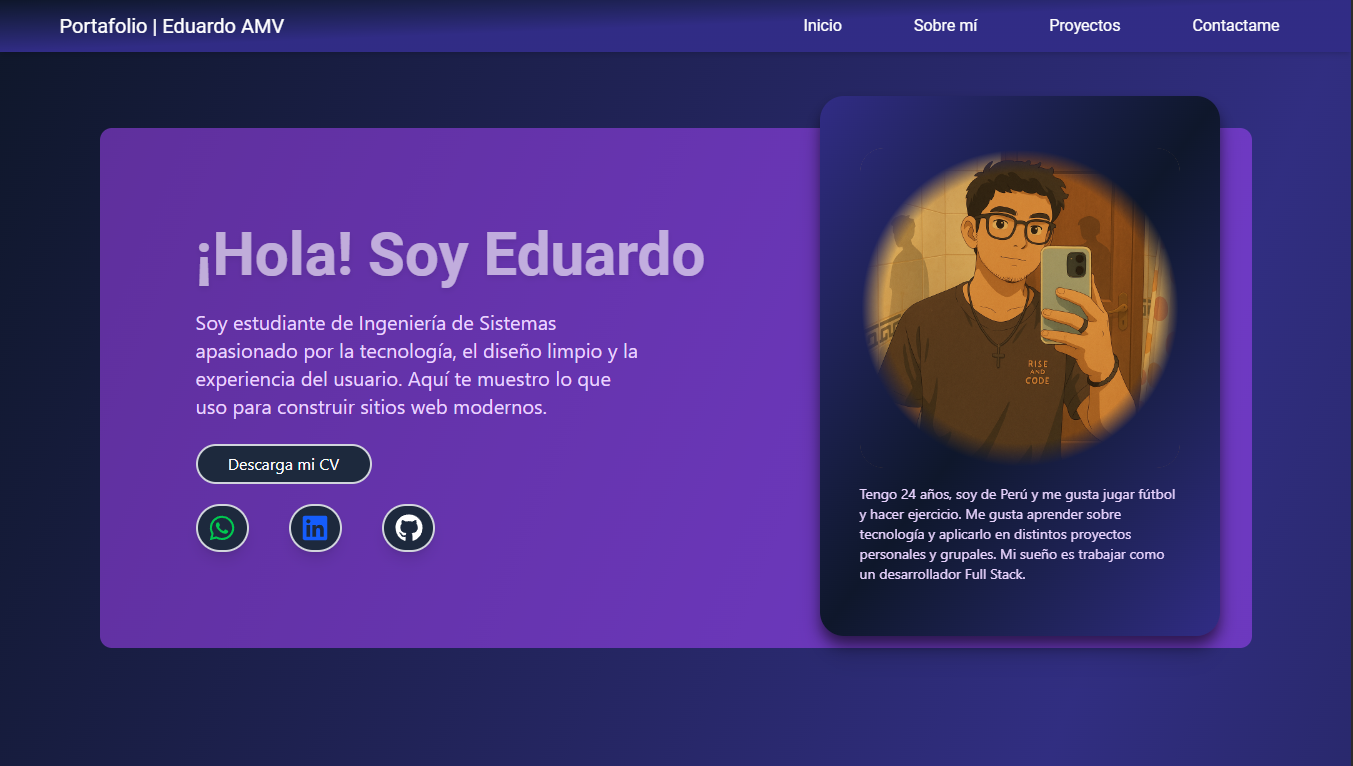 Portafolio | Eduardo AMV
Inicio
Sobre mí
Proyectos
Contactame
¡Hola! Soy Eduardo
Soy estudiante de Ingeniería de Sistemas
apasionado por la tecnología, el diseño limpio y la
experiencia del usuario. Aquí te muestro lo que
uso para construir sitios web modernos.
Descarga mi CV
in
RISE
AND
CODE
Tengo 24 años, soy de Perú y me gusta jugar fútbol
y hacer ejercicio. Me gusta aprender sobre
tecnología y aplicarlo en distintos proyectos
personales y grupales. Mi sueño es trabajar como
un desarrollador Full Stack.